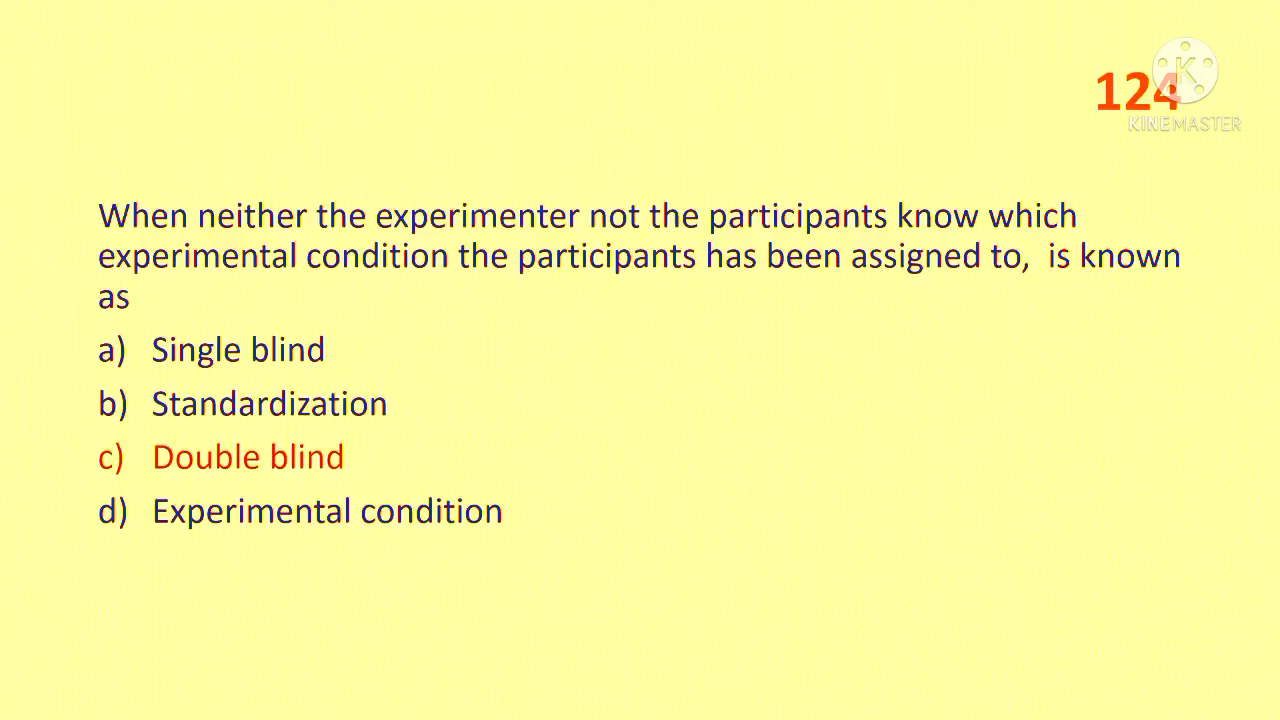 124
KINEMASTER
When neither the experimenter not the participants know which
experimental condition the participants has been assigned to, is known
as
a) Single blind
b) Standardization
c) Double blind
d) Experimental condition